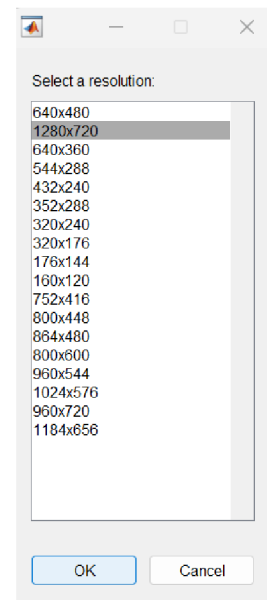 Select a resolution:
640x480
1280x720
640x360
544x288
432x240
352x288
320x240
320x176
176x144
160x120
752x416
800x448
864x480
800x600
960x544
1024x576
960x720
1184x656
OK
Cancel